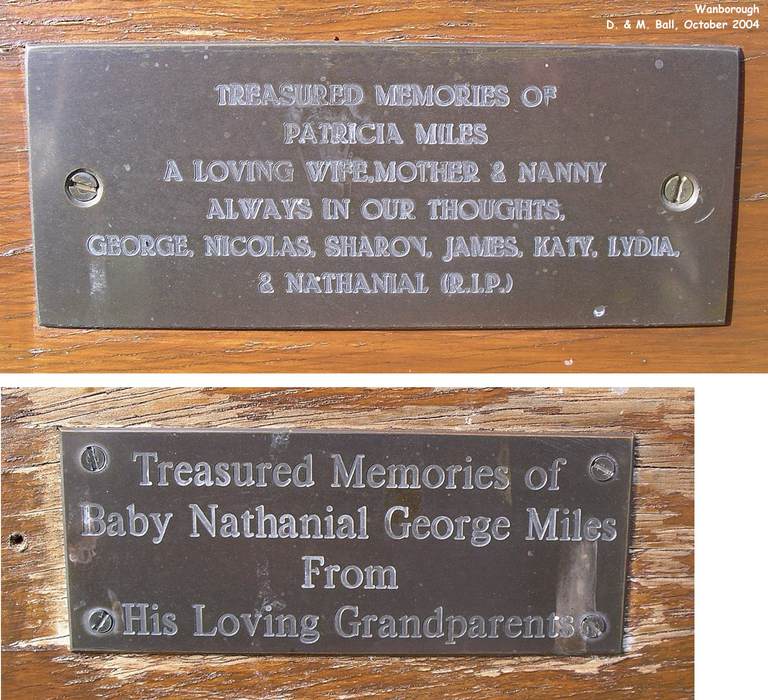 Wanborough
D. & M. Ball, October 2004
TREASURED MEMORIES OF
PATRICIA MILES
A LOVING WIFE,MOTHER & NANNY
ALWAYS IN OUR THOUGHTS,
GEORGE, NICOLAS, SHARON, JAMES, KATY, LYDIA,
& NATHANIAL (R.I.P.)
Treasured Memories of
Baby Nathanial George Miles
From
His Loving Grandparents